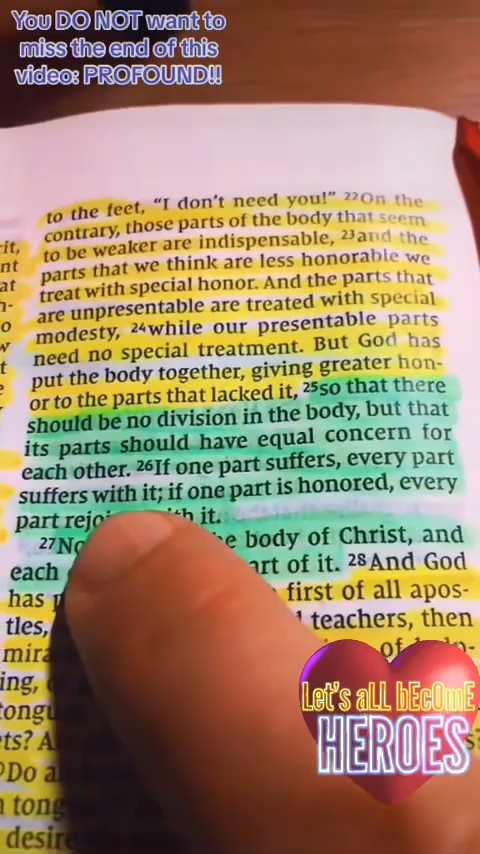 You DO NOT want to
miss the end of this
video: PROFOUND!!
to the feet, “I don’t need you!” 22On the
contrary, those parts of the body that seem
to be weaker are indispensable, 23and the
parts that we think are less honorable we
treat with special honor. And the parts that
are unpresentable are treated with special
modesty, 24while our presentable parts
need no special treatment. But God has
put the body together, giving greater hon-
or to the parts that lacked it, 25so that there
should be no division in the body, but that
its parts should have equal concern for
each other. 26If one part suffers, every part
suffers with it; if one part is honored, every
part it.
27 body of Christ, and
each of it. 28And God
has first of all apos-
tles, teachers, then
of
Let's aLL bEcOmE
HEROES
Do
desire